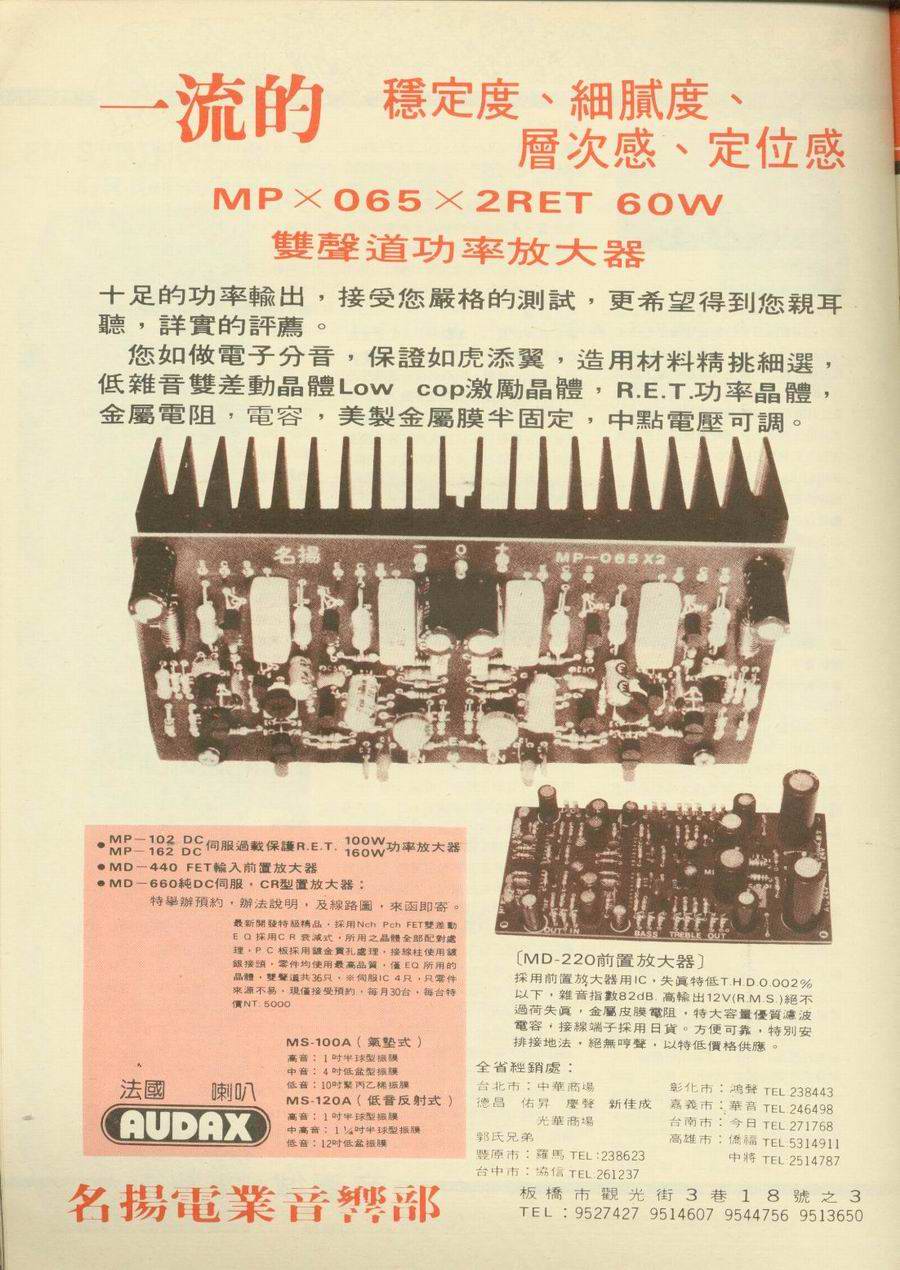 一流的 穩定度、細膩度、
層次感、定位感
MP×065×2RET 60W
雙聲道功率放大器
十足的功率輸出，接受您嚴格的測試，更希望得到您親耳
聽，詳實的評薦。
您如做電子分音，保證如虎添翼，造用材料精挑細選，
低雜音雙差動晶體Low cop激勵晶體，R.E.T.功率晶體，
金屬電阻，電容，美製金屬膜半固定，中點電壓可調。
名揚 － 0 ＋ MP－065X2
OUT IN BASS TREBLE OUT
●MP－102 DC
MP－162 DC 伺服過載保護R.E.T. 100W
160W 功率放大器
●MD－440 FET輸入前置放大器
●MD－660純DC伺服，CR型置放大器：
特舉辦預約，辦法說明，及線路圖，來函即寄。
最新開發特級精品，採用Nch Pch FET雙差動
EQ採用CR衰減式，所用之晶體全部配對處
理，P.C板採用鍍金貫孔處理，接線柱使用鍍
銀接頭，零件均使用最高品質，僅EQ所用的
晶體，雙聲道共36只，※伺服IC 4只，只零件
來源不易，現僅接受預約，每月30台，每台特
價NT: 5000
MS-100A（氣墊式）
高音：1吋半球型振膜
中音：4吋低盆型振膜
低音：10吋聚丙乙稀振膜
MS-120A（低音反射式）
高音：1吋半球型振膜
中高音：1¼吋半球型振膜
低音：12吋低盆振膜
法國 喇叭
AUDAX
〔MD-220前置放大器〕
採用前置放大器用IC，失眞特低T.H.D.0.002%
以下，雜音指數82dB. 高輸出12V(R.M.S.)絕不
過荷失眞，金屬皮膜電阻，特大容量優質濾波
電容，接線端子採用日貨。方便可靠，特別安
排接地法，絕無哼聲，以特低價格供應。
全省經銷處：
台北市：中華商場
德昌 佑昇 慶聲 新佳成
光華商場
郭氏兄弟
豐原市：羅馬 TEL:238623
台中市：協信 TEL.261237
彰化市：鴻聲 TEL 238443
嘉義市：華音 TEL 246498
台南市：今日 TEL 271768
高雄市：僑福 TEL 5314911
中將 TEL 2514787
名揚電業音響部
板橋市觀光街3巷18號之3
TEL：9527427 9514607 9544756 9513650